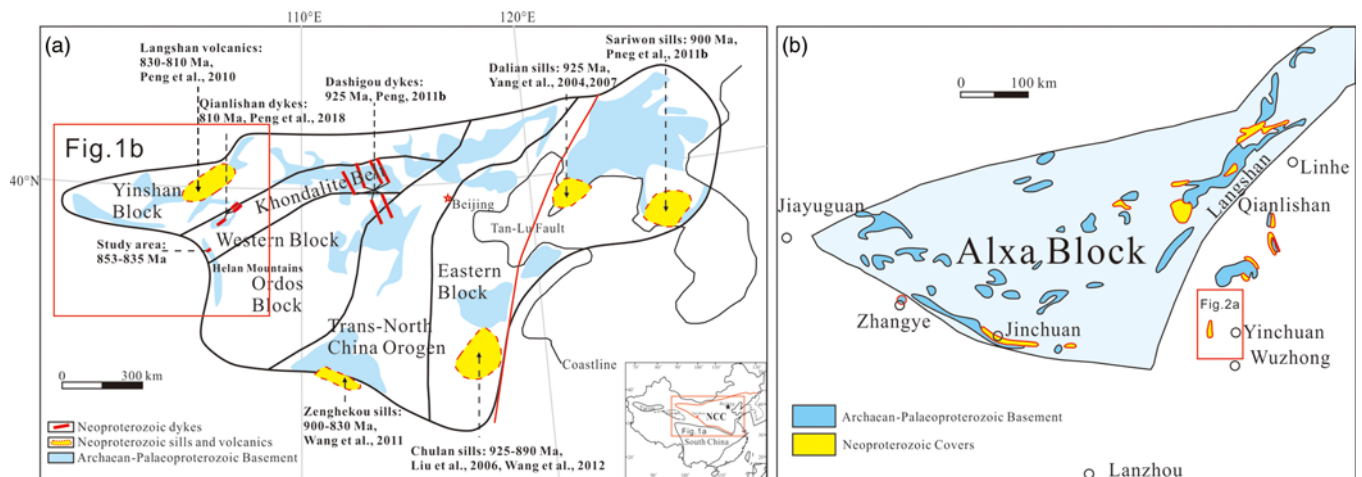 110°E
120°E
(a)
Langshan volcanics:
830-810 Ma,
Peng et al., 2010
Qianlishan dykes:
810 Ma, Peng et al., 2018
Dashigou dykes:
925 Ma, Peng, 2011b
Dalian sills: 925 Ma,
Yang et al., 2004,2007
Sariwon sills: 900 Ma,
Pneg et al., 2011b
Fig.1b
40°N
Yinshan
Block
Khondalite Belt
Beijing
Tan-Lu Fault
Western Block
Study area:
853-835 Ma
Helan Mountains
Ordos
Block
Eastern
Block
Trans-North
China Orogen
Coastline
0 300 km
Zenghekou sills:
900-830 Ma,
Wang et al., 2011
Chulan sills: 925-890 Ma,
Liu et al., 2006, Wang et al., 2012
Neoproterozoic dykes
Neoproterozoic sills and volcanics
Archaean-Palaeoproterozoic Basement
NCC
Fig.1a
South China
(b)
0 100 km
Linhe
Langshan
Qianlishan
Jiayuguan
Alxa Block
Fig.2a
Zhangye
Jinchuan
Yinchuan
Wuzhong
Archaean-Palaeoproterozoic Basement
Neoproterozoic Covers
Lanzhou